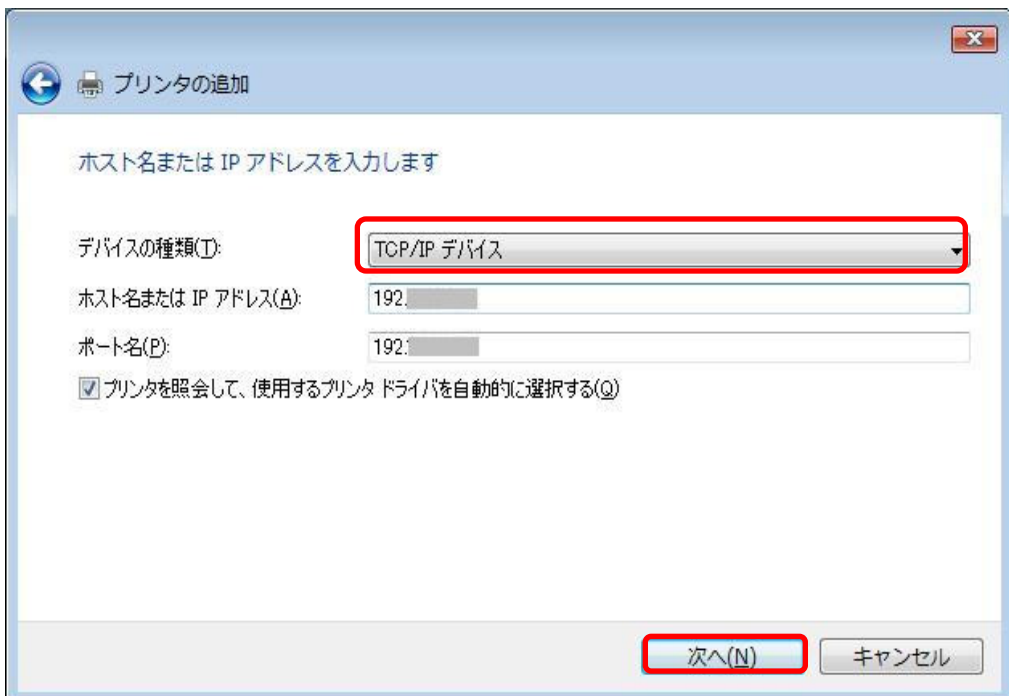 プリンタの追加
ホスト名または IP アドレスを入力します
デバイスの種類(T): TCP/IP デバイス
ホスト名または IP アドレス(A): 192.
ポート名(P): 192.
プリンタを照会して、使用するプリンタ ドライバを自動的に選択する(Q)
次へ(N) キャンセル